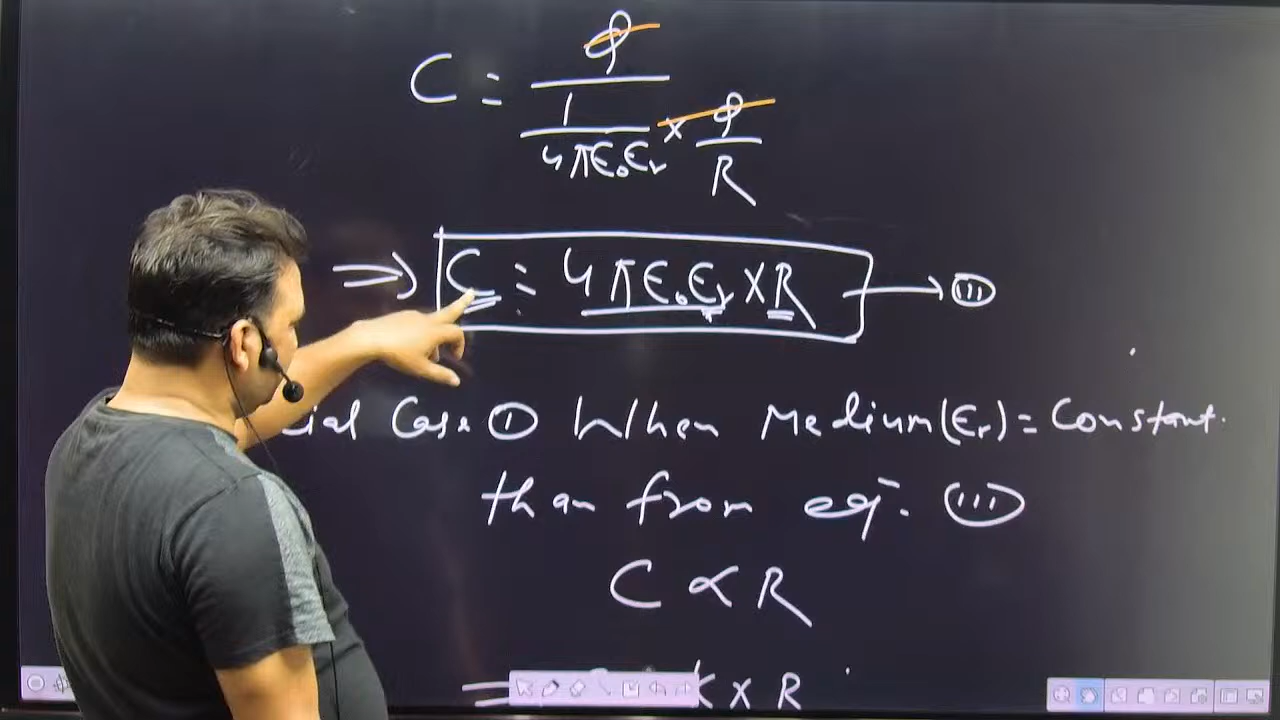 C = φ / (1/4πε₀εᵣ × φ/R)
⇒ C = 4πε₀εᵣ × R → (III)
ial Case ① When Medium(εᵣ) = Constant.
than from eq. (III)
C ∝ R
= K × R